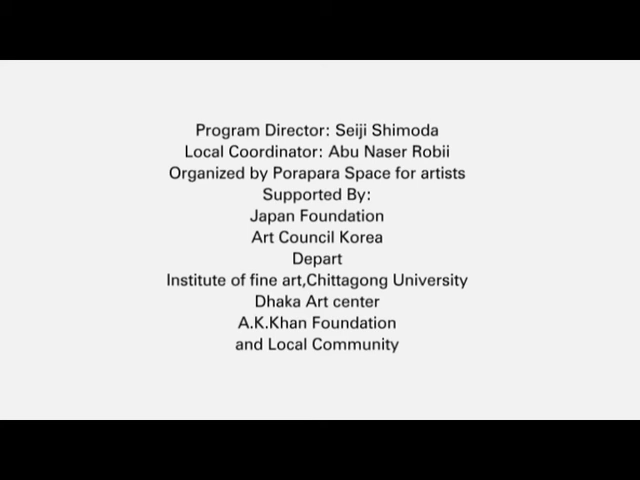 Program Director: Seiji Shimoda
Local Coordinator: Abu Naser Robii
Organized by Porapara Space for artists
Supported By:
Japan Foundation
Art Council Korea
Depart
Institute of fine art,Chittagong University
Dhaka Art center
A.K.Khan Foundation
and Local Community